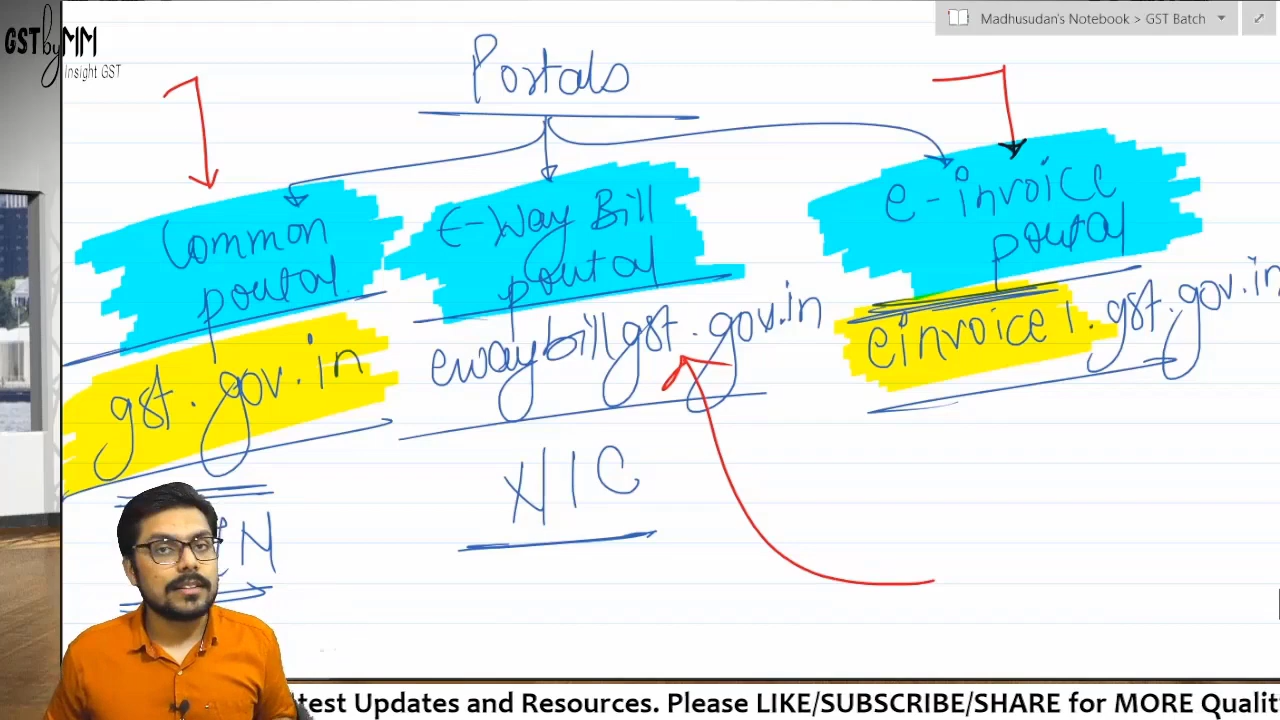 GST by MM
Insight GST
Madhusudan's Notebook > GST Batch
Portals
Common
portal
gst.gov.in
E-Way Bill
portal
ewaybillgst.gov.in
NIC
e-invoice
portal
einvoice1.gst.gov.in
test Updates and Resources. Please LIKE/SUBSCRIBE/SHARE for MORE Qualit